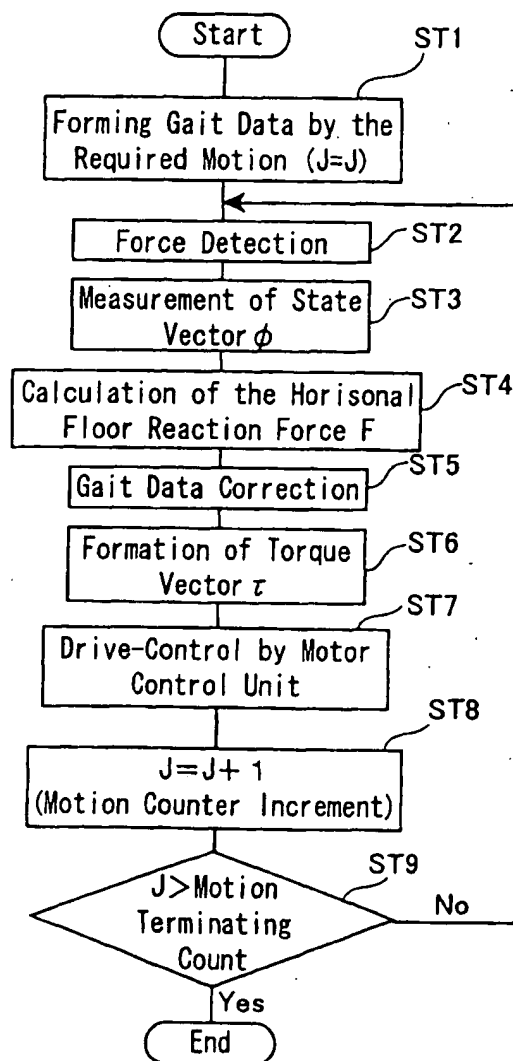 Start
ST1
Forming Gait Data by the
Required Motion (J=J)
Force Detection
ST2
Measurement of State
Vector φ
ST3
Calculation of the Horisonal
Floor Reaction Force F
ST4
ST5
Gait Data Correction
Formation of Torque
Vector τ
ST6
ST7
Drive-Control by Motor
Control Unit
ST8
J=J+1
(Motion Counter Increment)
J>Motion
Terminating
Count
ST9
No
Yes
End